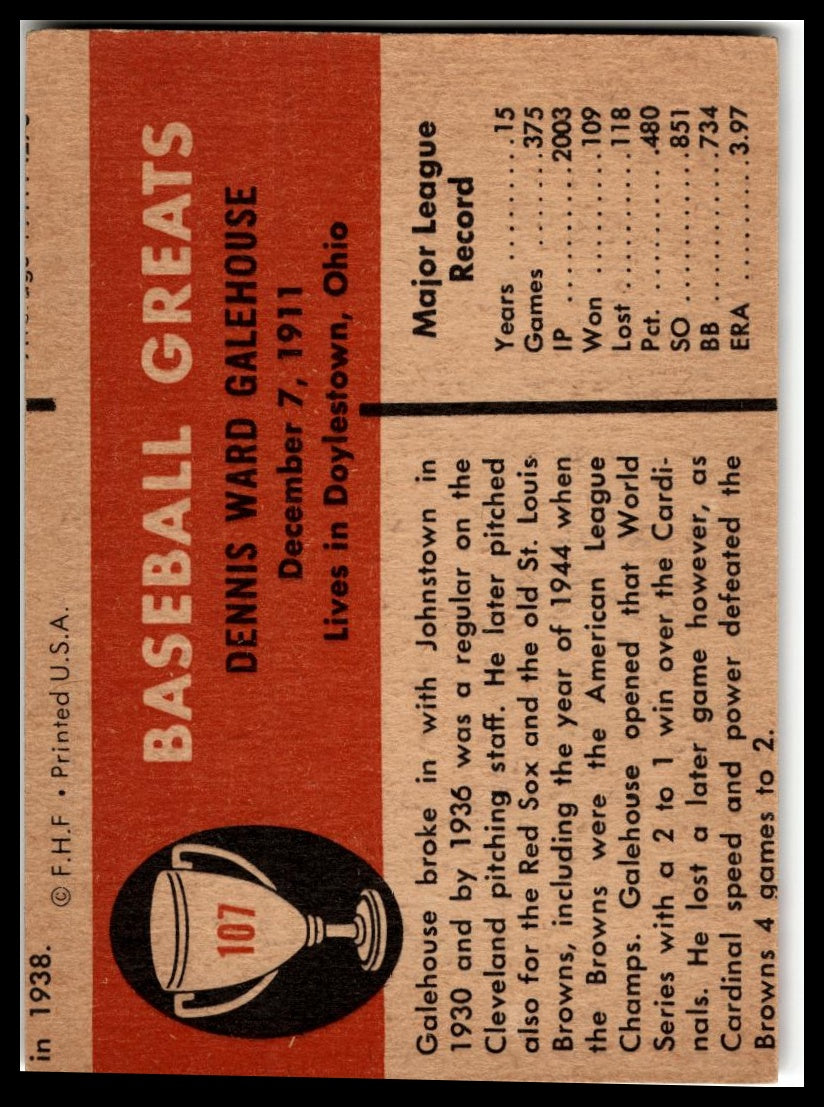 in 1938.
© F.H.F • Printed U.S.A.
BASEBALL GREATS
DENNIS WARD GALEHOUSE
December 7, 1911
Lives in Doylestown, Ohio
107
Galehouse broke in with Johnstown in
1930 and by 1936 was a regular on the
Cleveland pitching staff. He later pitched
also for the Red Sox and the old St. Louis
Browns, including the year of 1944 when
the Browns were the American League
Champs. Galehouse opened that World
Series with a 2 to 1 win over the Cardi-
nals. He lost a later game however, as
Cardinal speed and power defeated the
Browns 4 games to 2.
Major League
Record
Years . . . . . . . . .15
Games . . . . . .375
IP . . . . . . . . .2003
Won . . . . . . . .109
Lost . . . . . . . . .118
Pct. . . . . . . . . .480
SO . . . . . . . . .851
BB . . . . . . . . .734
ERA . . . . . . . . 3.97